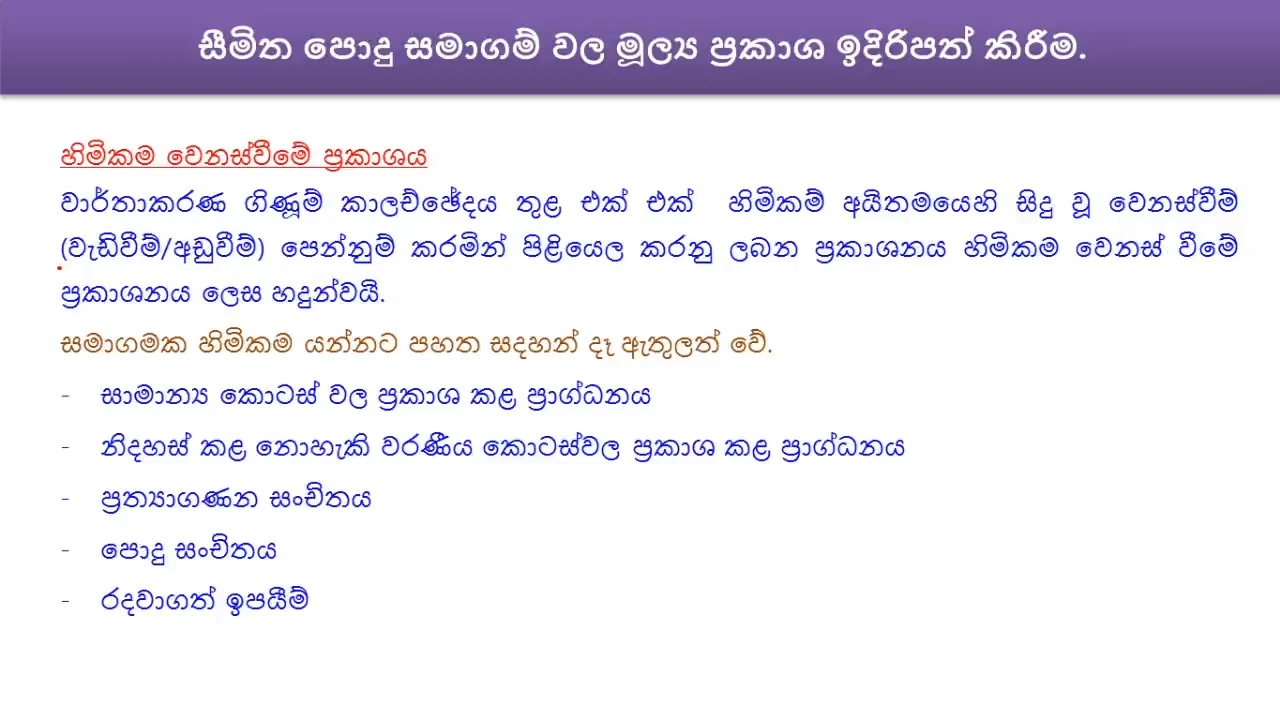 සීමිත පොදු සමාගම් වල මූල්‍ය ප්‍රකාශ ඉදිරිපත් කිරීම.
හිමිකම වෙනස්වීමේ ප්‍රකාශය
වාර්තාකරණ ගිණූම් කාලච්ඡේදය තුළ එක් එක් හිමිකම් අයිතමයෙහි සිදු වූ වෙනස්වීම්
(වැඩිවීම්/අඩුවීම්) පෙන්නුම් කරමින් පිළියෙල කරනු ලබන ප්‍රකාශනය හිමිකම වෙනස් වීමේ
ප්‍රකාශනය ලෙස හදුන්වයි.
සමාගමක හිමිකම යන්නට පහත සදහන් දෑ ඇතුලත් වේ.
- සාමාන්‍ය කොටස් වල ප්‍රකාශ කළ ප්‍රාග්ධනය
- නිදහස් කළ නොහැකි වරණීය කොටස්වල ප්‍රකාශ කළ ප්‍රාග්ධනය
- ප්‍රත්‍යාගණන සංචිතය
- පොදු සංචිතය
- රදවාගත් ඉපයීම්